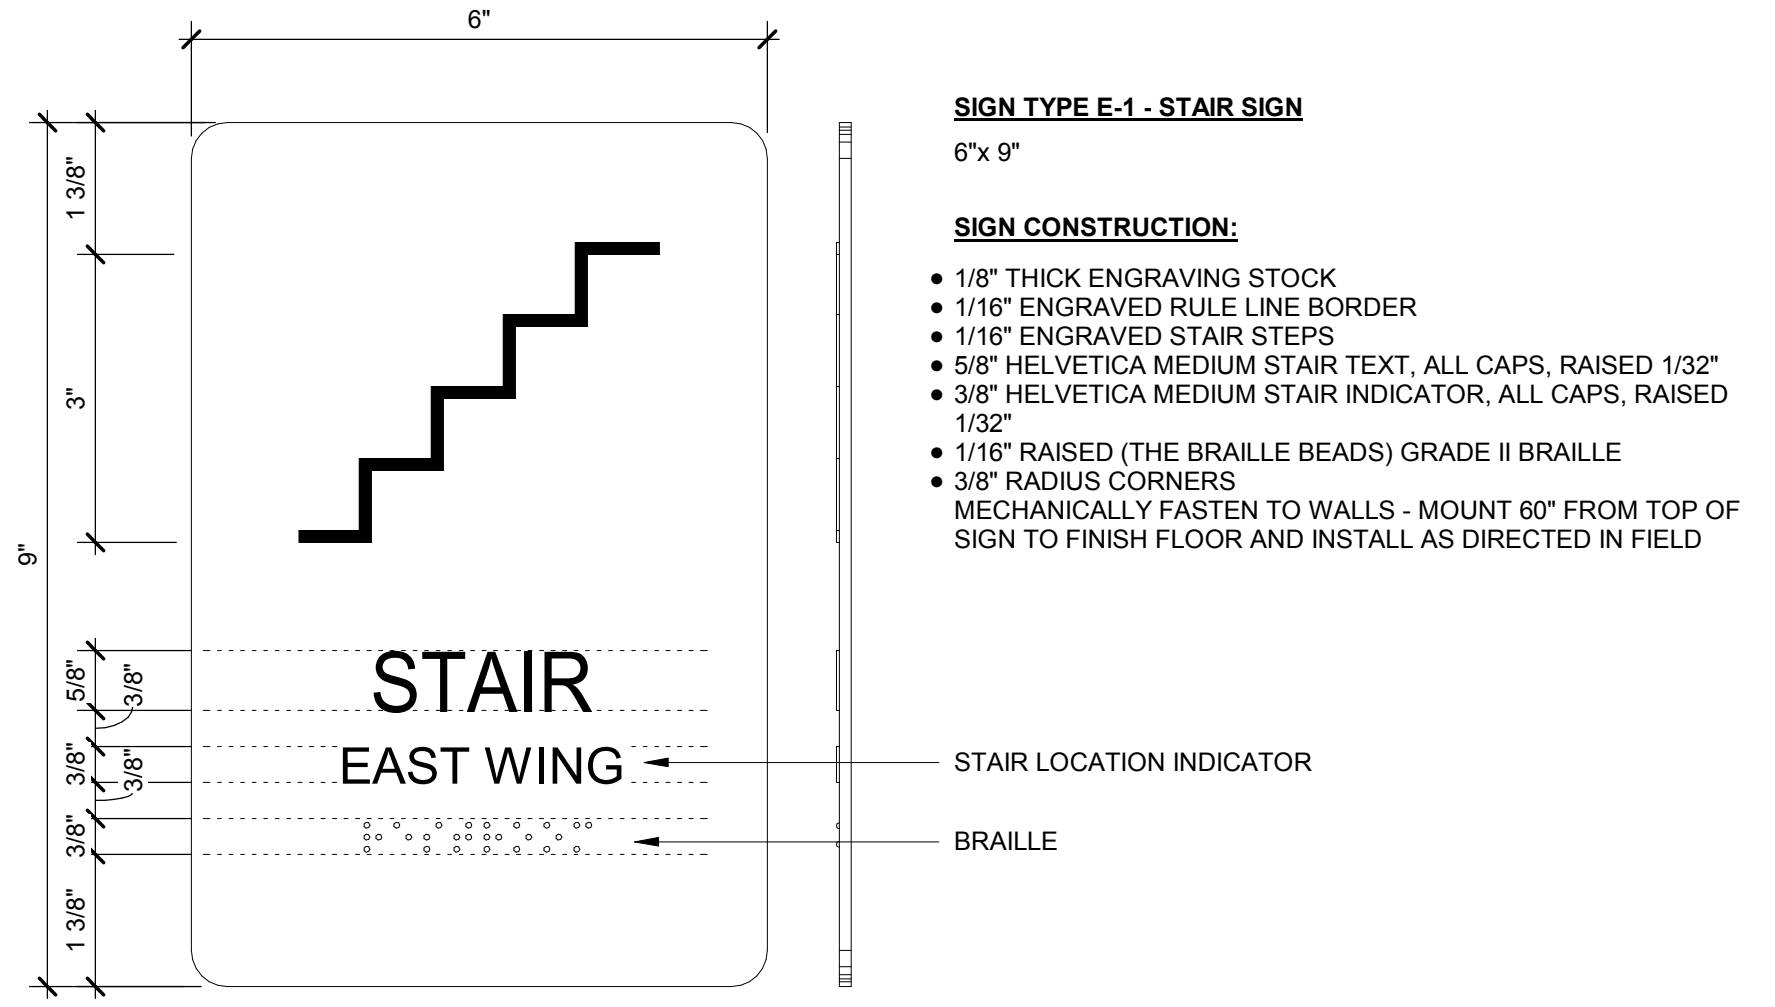 6"
SIGN TYPE E-1 - STAIR SIGN
6"x 9"
SIGN CONSTRUCTION:
● 1/8" THICK ENGRAVING STOCK
● 1/16" ENGRAVED RULE LINE BORDER
● 1/16" ENGRAVED STAIR STEPS
● 5/8" HELVETICA MEDIUM STAIR TEXT, ALL CAPS, RAISED 1/32"
● 3/8" HELVETICA MEDIUM STAIR INDICATOR, ALL CAPS, RAISED
1/32"
● 1/16" RAISED (THE BRAILLE BEADS) GRADE II BRAILLE
● 3/8" RADIUS CORNERS
MECHANICALLY FASTEN TO WALLS - MOUNT 60" FROM TOP OF
SIGN TO FINISH FLOOR AND INSTALL AS DIRECTED IN FIELD
9"
1 3/8"
3"
5/8"
3/8"
3/8"
3/8"
3/8"
1 3/8"
STAIR
EAST WING
STAIR LOCATION INDICATOR
BRAILLE